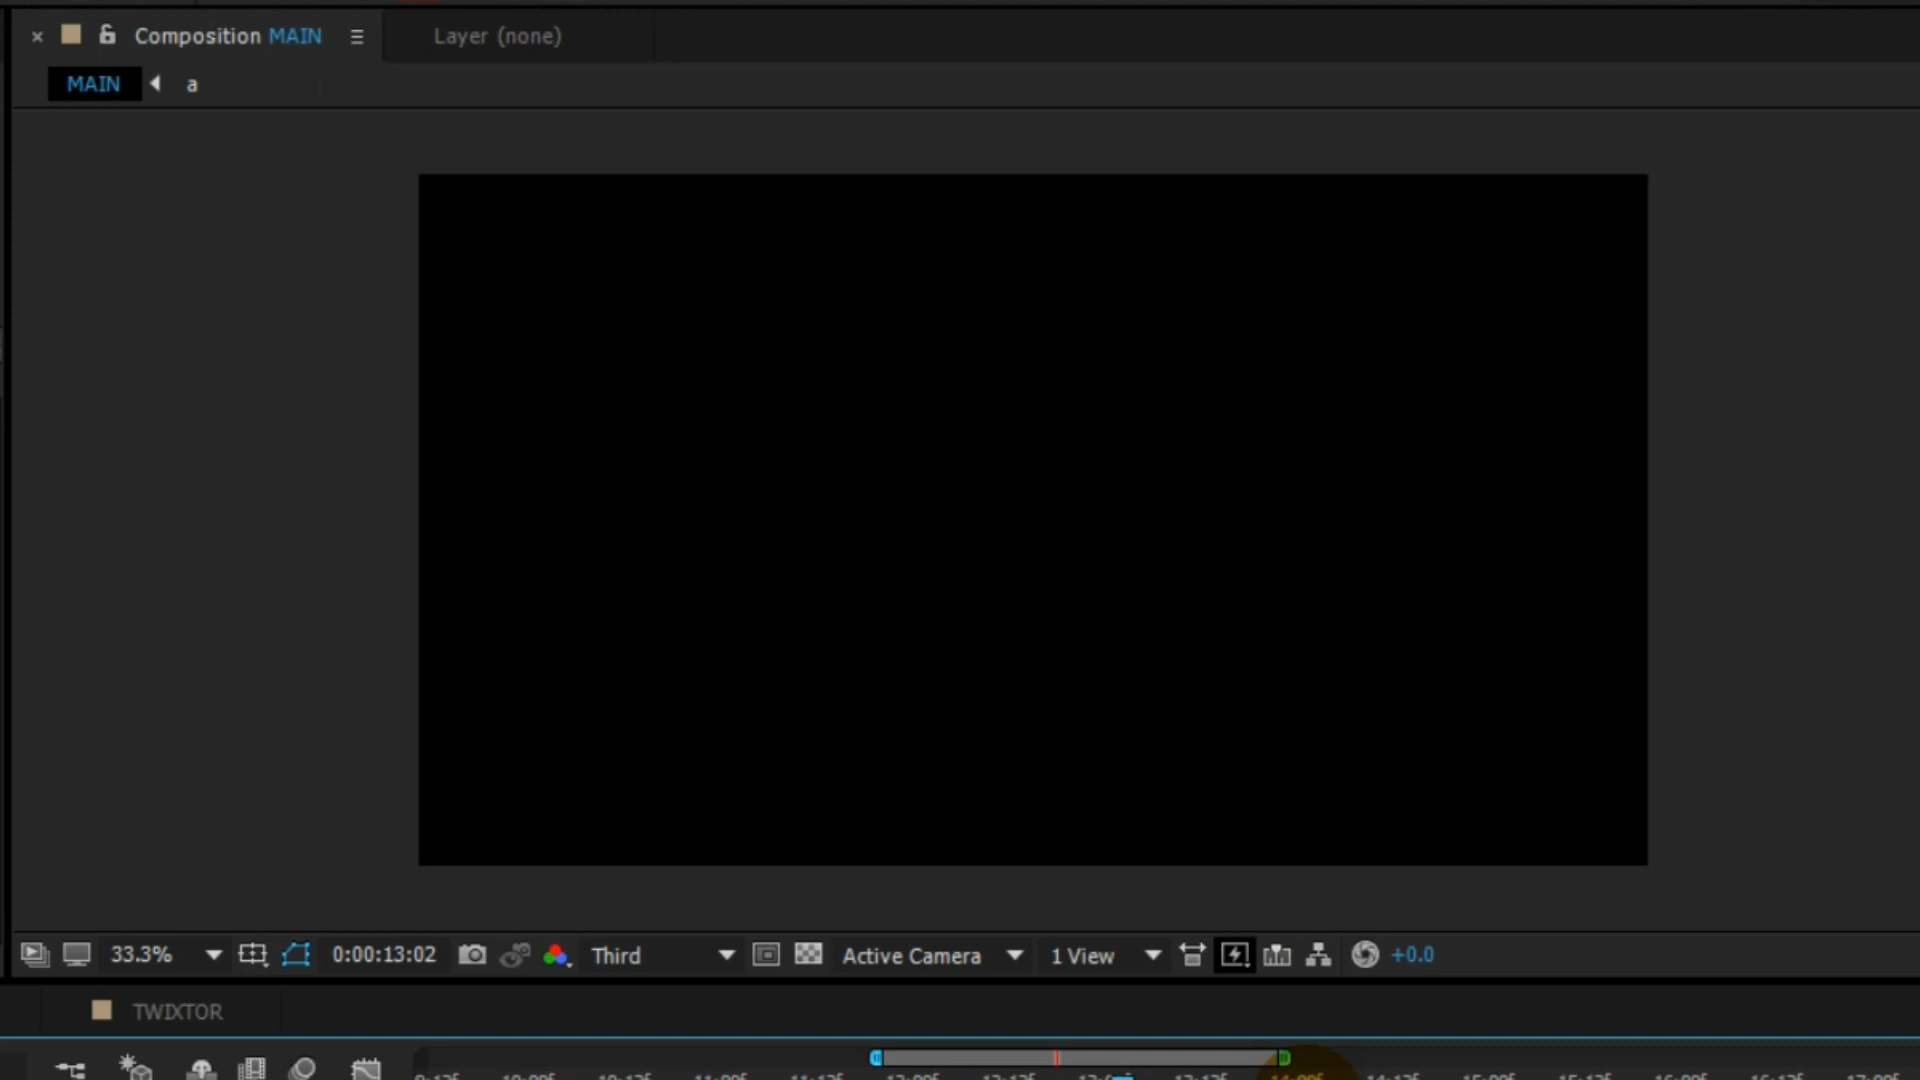 Composition MAIN Layer (none)
MAIN a
33.3% 0:00:13:02 Third Active Camera 1 View +0.0
TWIXTOR